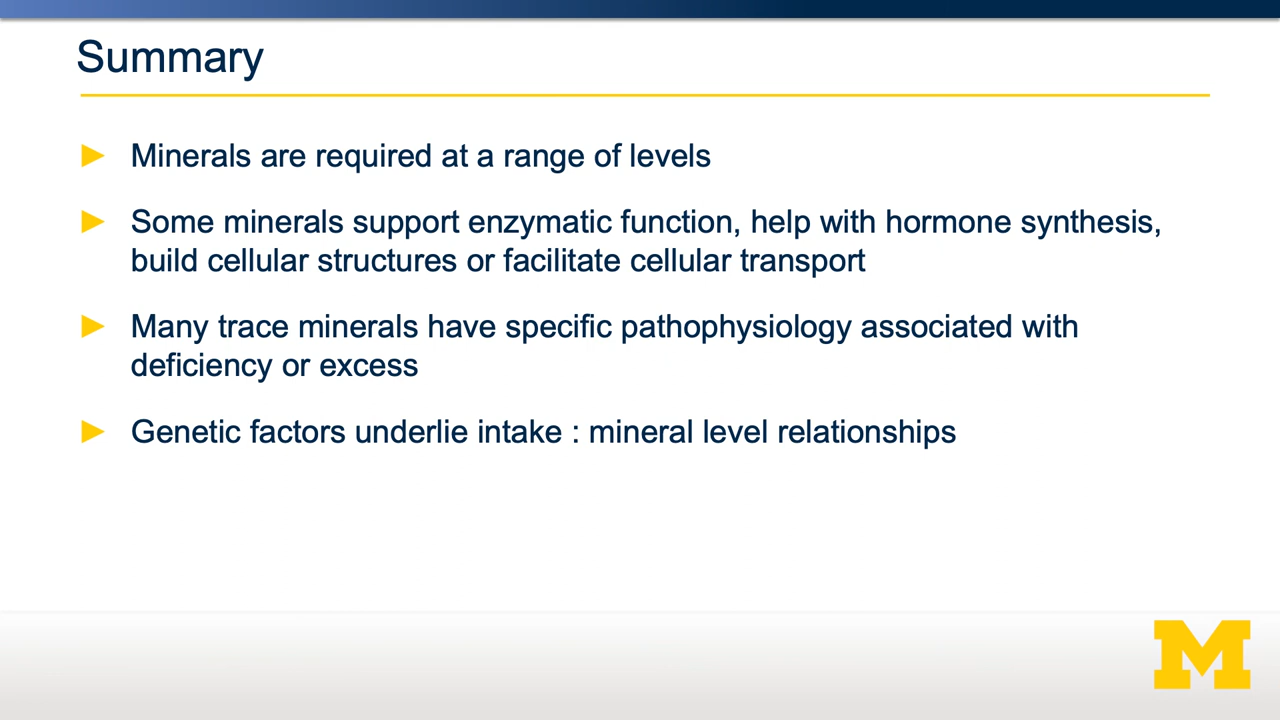 Summary
Minerals are required at a range of levels
Some minerals support enzymatic function, help with hormone synthesis,
build cellular structures or facilitate cellular transport
Many trace minerals have specific pathophysiology associated with
deficiency or excess
Genetic factors underlie intake : mineral level relationships
M